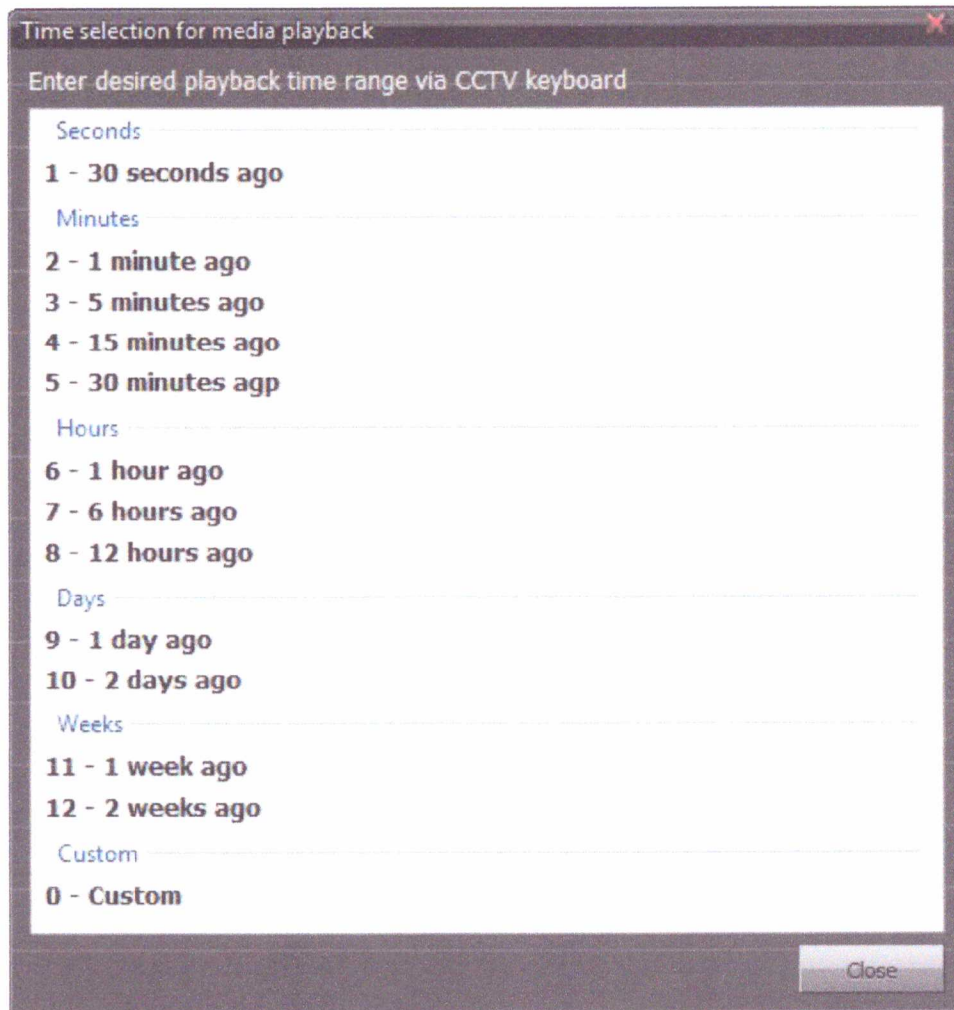 Time selection for media playback
Enter desired playback time range via CCTV keyboard
Seconds
1 - 30 seconds ago
Minutes
2 - 1 minute ago
3 - 5 minutes ago
4 - 15 minutes ago
5 - 30 minutes agp
Hours
6 - 1 hour ago
7 - 6 hours ago
8 - 12 hours ago
Days
9 - 1 day ago
10 - 2 days ago
Weeks
11 - 1 week ago
12 - 2 weeks ago
Custom
0 - Custom
Close